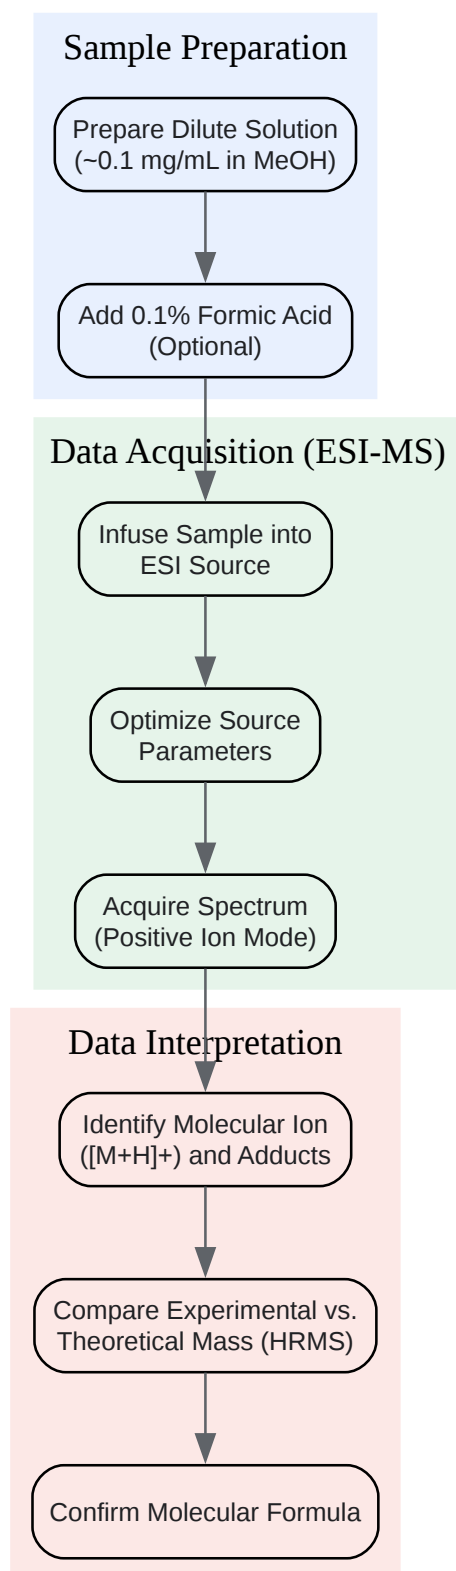 Sample Preparation
Prepare Dilute Solution
(~0.1 mg/mL in MeOH)
Add 0.1% Formic Acid
(Optional)
Data Acquisition (ESI-MS)
Infuse Sample into
ESI Source
Optimize Source
Parameters
Acquire Spectrum
(Positive Ion Mode)
Data Interpretation
Identify Molecular Ion
([M+H]+) and Adducts
Compare Experimental vs.
Theoretical Mass (HRMS)
Confirm Molecular Formula